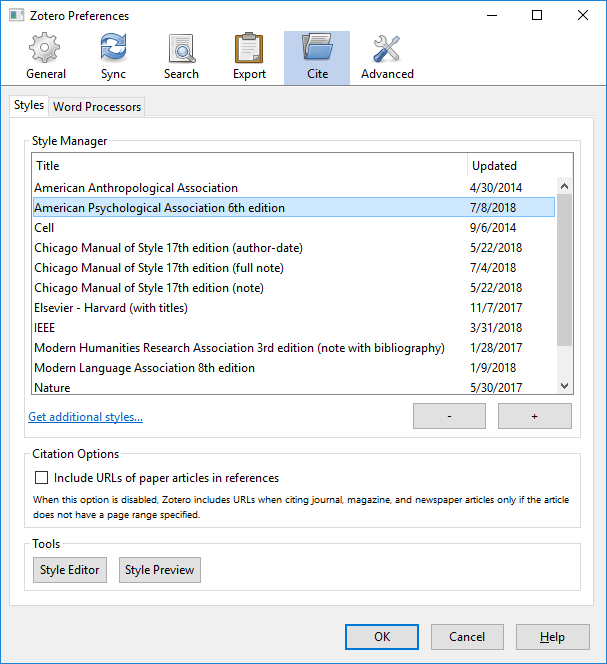 Zotero Preferences
General Sync Search Export Cite Advanced
Styles Word Processors
Style Manager
Title Updated
American Anthropological Association 4/30/2014
American Psychological Association 6th edition 7/8/2018
Cell 9/6/2014
Chicago Manual of Style 17th edition (author-date) 5/22/2018
Chicago Manual of Style 17th edition (full note) 7/4/2018
Chicago Manual of Style 17th edition (note) 5/22/2018
Elsevier - Harvard (with titles) 11/7/2017
IEEE 3/31/2018
Modern Humanities Research Association 3rd edition (note with bibliography) 1/28/2017
Modern Language Association 8th edition 1/9/2018
Nature 5/30/2017
Get additional styles... - +
Citation Options
Include URLs of paper articles in references
When this option is disabled, Zotero includes URLs when citing journal, magazine, and newspaper articles only if the article
does not have a page range specified.
Tools
Style Editor Style Preview
OK Cancel Help